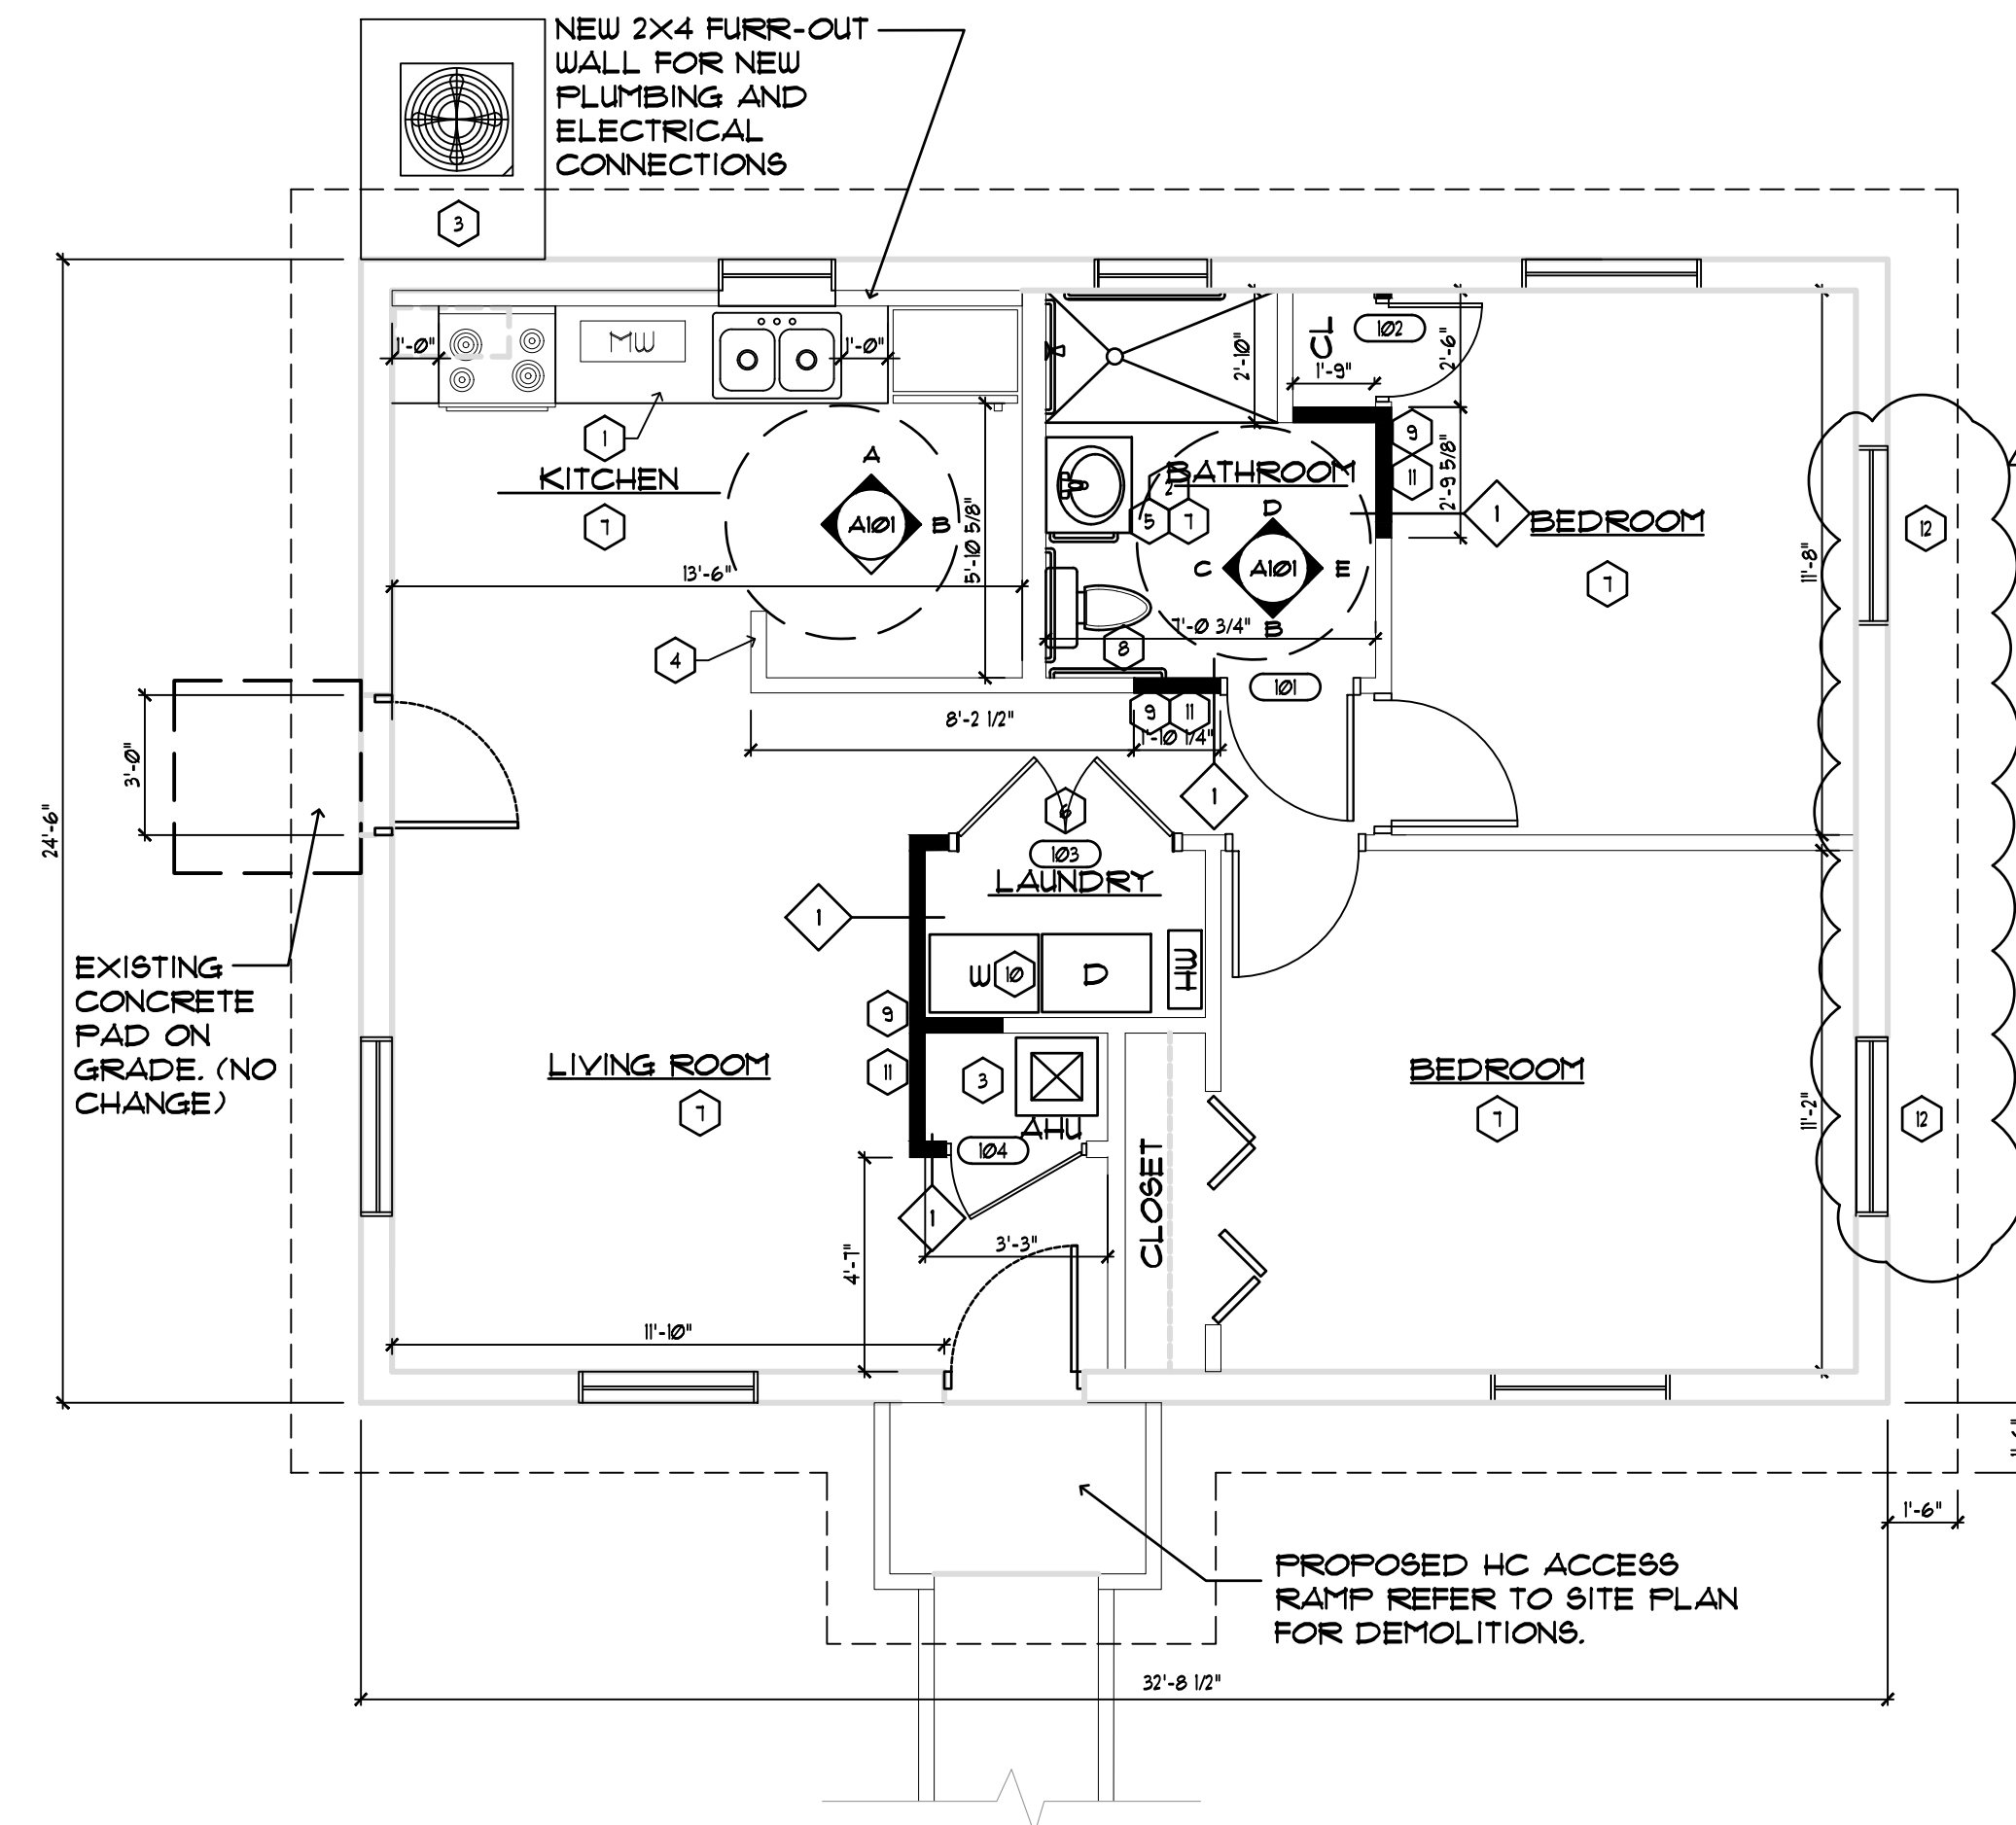 NEW 2X4 FURR-OUT
WALL FOR NEW
PLUMBING AND
ELECTRICAL
CONNECTIONS
3
1'-0"
MW
1'-0"
2'-10"
CL
102
1'-9"
2'-6"
1
KITCHEN
7
A
A101
B
5'-10 5/8"
13'-6"
4
BATHROOM
2
5
7
D
C
A101
E
B
7'-0 3/4"
8
9
11
2'-9 5/8"
1
BEDROOM
7
11'-8"
12
101
9
11
8'-2 1/2"
1'-10 1/4"
1
3'-0"
24'-6"
6
103
LAUNDRY
1
W
10
D
HW
EXISTING
CONCRETE
PAD ON
GRADE. (NO
CHANGE)
9
11
LIVING ROOM
7
3
AHU
104
CLOSET
BEDROOM
7
11'-2"
12
1
3'-3"
4'-7"
11'-10"
1'-6"
PROPOSED HC ACCESS
RAMP REFER TO SITE PLAN
FOR DEMOLITIONS.
32'-8 1/2"